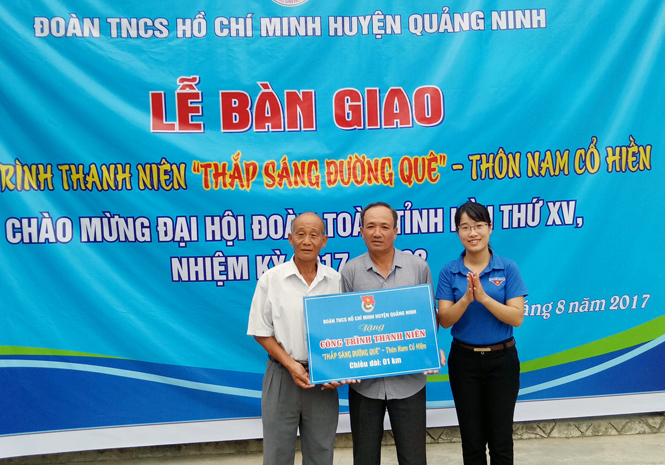 ĐOÀN TNCS HỒ CHÍ MINH HUYỆN QUẢNG NINH
LỄ BÀN GIAO
TRÌNH THANH NIÊN "THẮP SÁNG ĐƯỜNG QUÊ" - THÔN NAM CỔ HIỀN
CHÀO MỪNG ĐẠI HỘI ĐOÀN TOÀN TỈNH LẦN THỨ XV,
NHIỆM KỲ
tháng 8 năm 2017
ĐOÀN TNCS HỒ CHÍ MINH HUYỆN QUẢNG NINH
Tặng
CÔNG TRÌNH THANH NIÊN
"THẮP SÁNG ĐƯỜNG QUÊ" - Thôn Nam Cổ Hiền
Chiều dài: 01 km